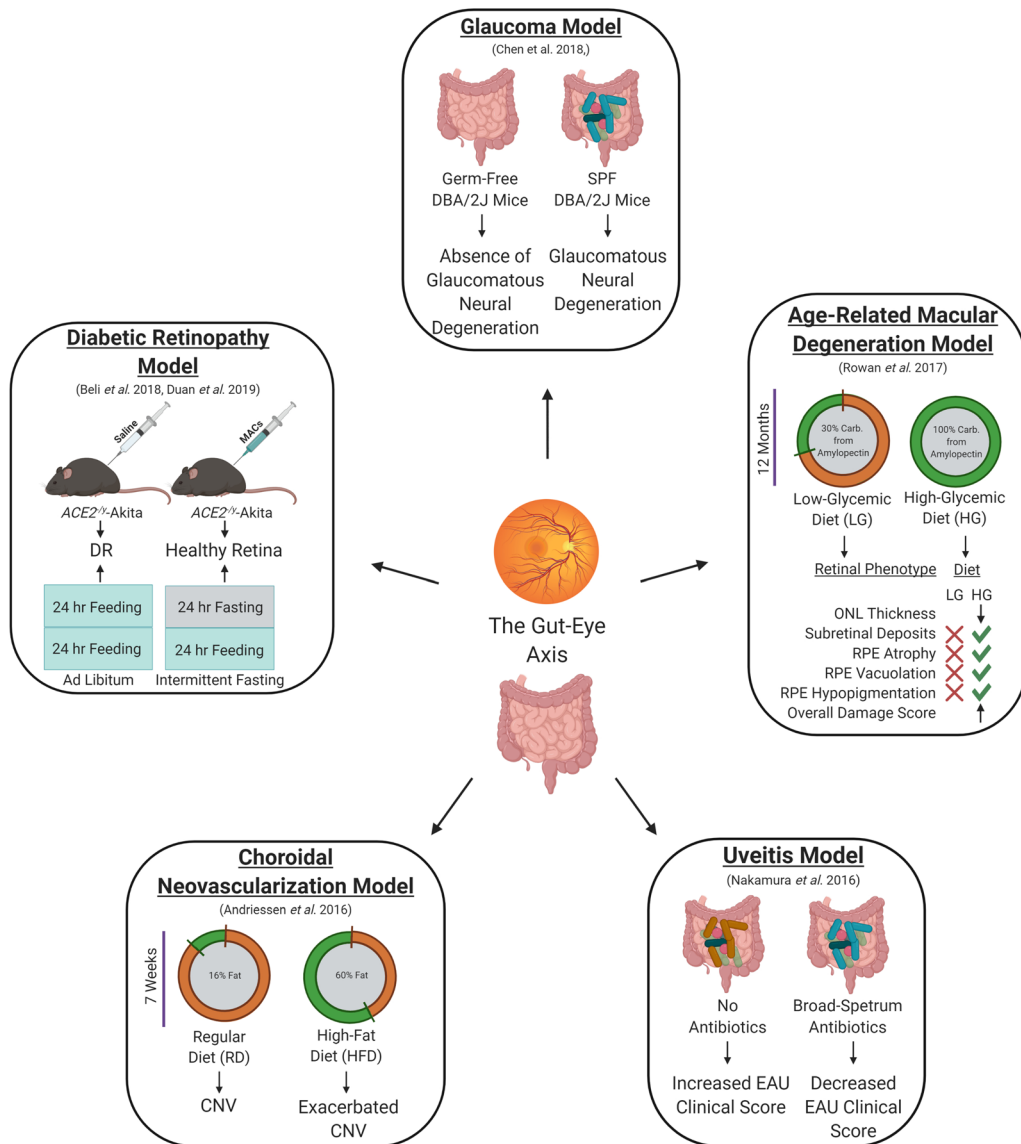 Glaucoma Model
(Chen et al. 2018,)
Germ-Free
DBA/2J Mice
SPF
DBA/2J Mice
Absence of
Glaucomatous
Neural
Degeneration
Glaucomatous
Neural
Degeneration
Diabetic Retinopathy
Model
(Beli et al. 2018, Duan et al. 2019)
Saline
MACs
ACE2-/y-Akita
ACE2-/y-Akita
DR
Healthy Retina
24 hr Feeding
24 hr Fasting
24 hr Feeding
24 hr Feeding
Ad Libitum
Intermittent Fasting
Age-Related Macular
Degeneration Model
(Rowan et al. 2017)
12 Months
30% Carb.
from
Amylopectin
100% Carb.
from
Amylopectin
Low-Glycemic
Diet (LG)
High-Glycemic
Diet (HG)
Retinal Phenotype
Diet
LG HG
ONL Thickness
Subretinal Deposits
RPE Atrophy
RPE Vacuolation
RPE Hypopigmentation
Overall Damage Score
The Gut-Eye
Axis
Choroidal
Neovascularization Model
(Andriessen et al. 2016)
7 Weeks
16% Fat
60% Fat
Regular
Diet (RD)
High-Fat
Diet (HFD)
CNV
Exacerbated
CNV
Uveitis Model
(Nakamura et al. 2016)
No
Antibiotics
Broad-Spetrum
Antibiotics
Increased EAU
Clinical Score
Decreased
EAU Clinical
Score